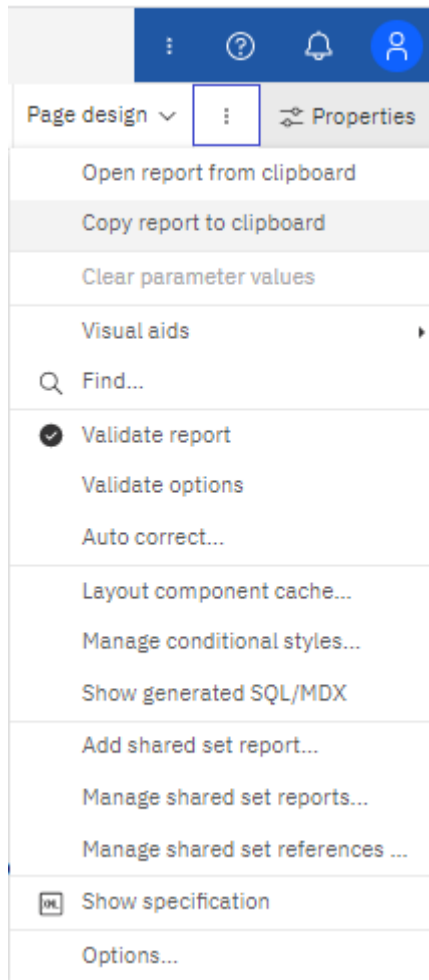 Page design
Properties
Open report from clipboard
Copy report to clipboard
Clear parameter values
Visual aids
Find...
Validate report
Validate options
Auto correct...
Layout component cache...
Manage conditional styles...
Show generated SQL/MDX
Add shared set report...
Manage shared set reports...
Manage shared set references ...
Show specification
Options...